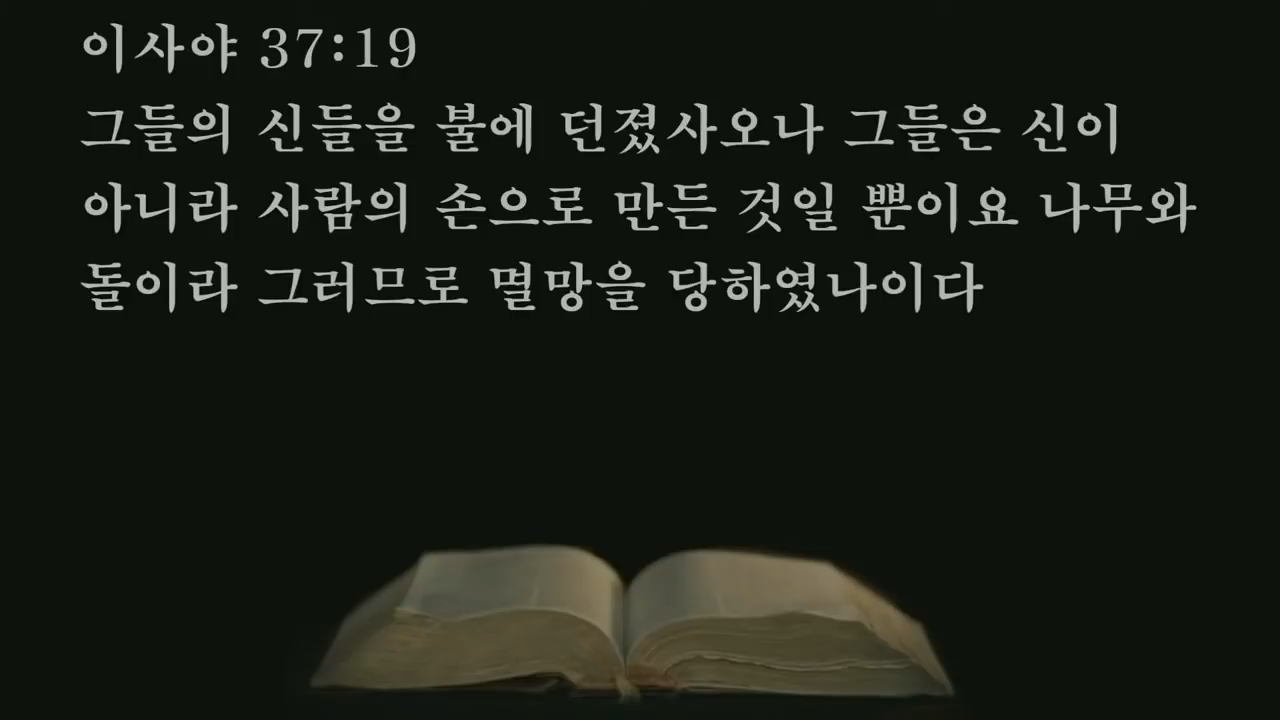 이사야 37:19
그들의 신들을 불에 던졌사오나 그들은 신이
아니라 사람의 손으로 만든 것일 뿐이요 나무와
돌이라 그러므로 멸망을 당하였나이다